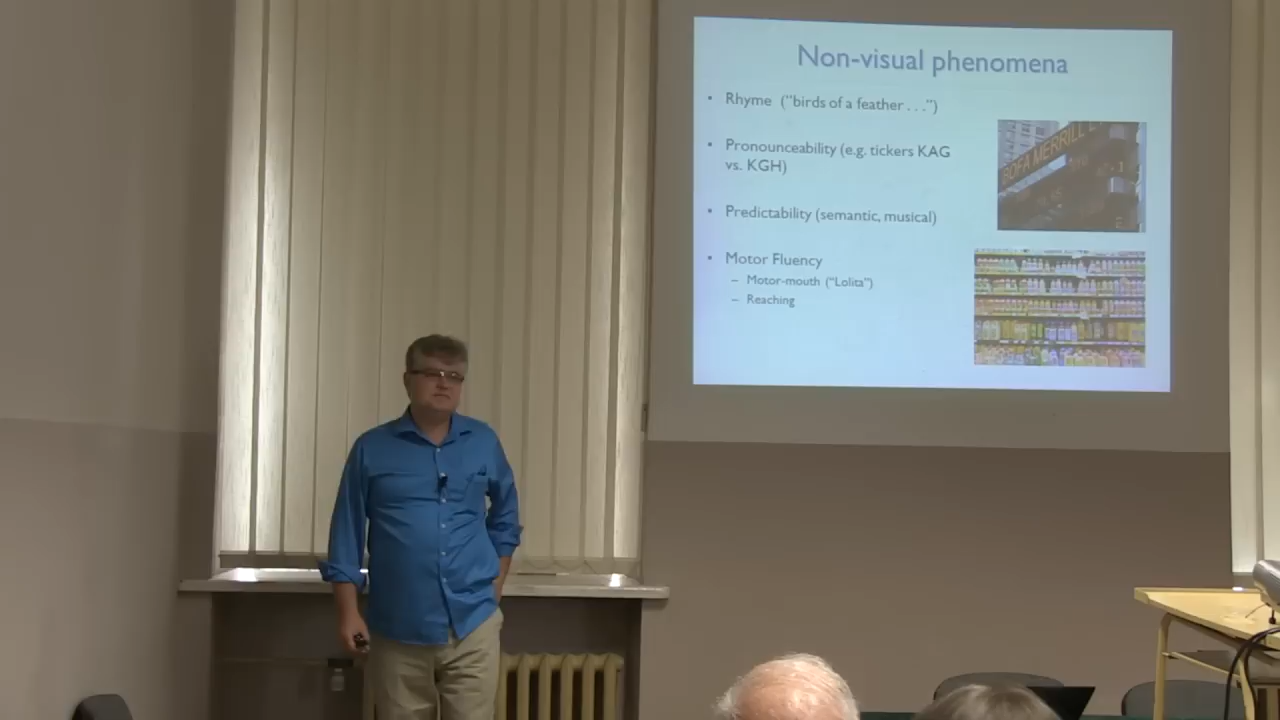 Non-visual phenomena
• Rhyme ("birds of a feather . . .")
• Pronounceability (e.g. tickers KAG
vs. KGH)
• Predictability (semantic, musical)
• Motor Fluency
– Motor-mouth ("Lolita")
– Reaching
BOFA MERRILL